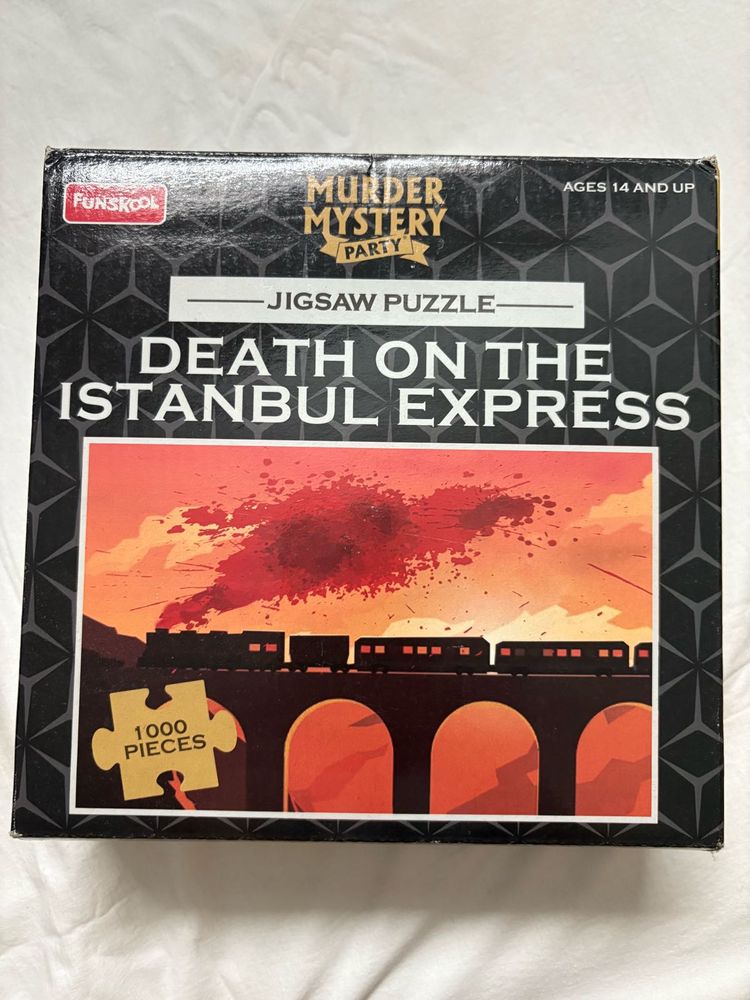 FUNSKOOL
MURDER
MYSTERY
PARTY
AGES 14 AND UP
JIGSAW PUZZLE
DEATH ON THE
ISTANBUL EXPRESS
1000
PIECES